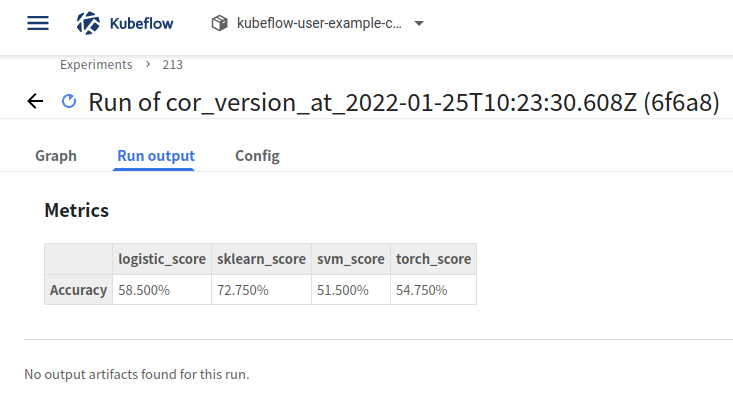 Kubeflow
kubeflow-user-example-c...
Experiments > 213
Run of cor_version_at_2022-01-25T10:23:30.608Z (6f6a8)
Graph Run output Config
Metrics
logistic_score sklearn_score svm_score torch_score
Accuracy 58.500% 72.750% 51.500% 54.750%
No output artifacts found for this run.